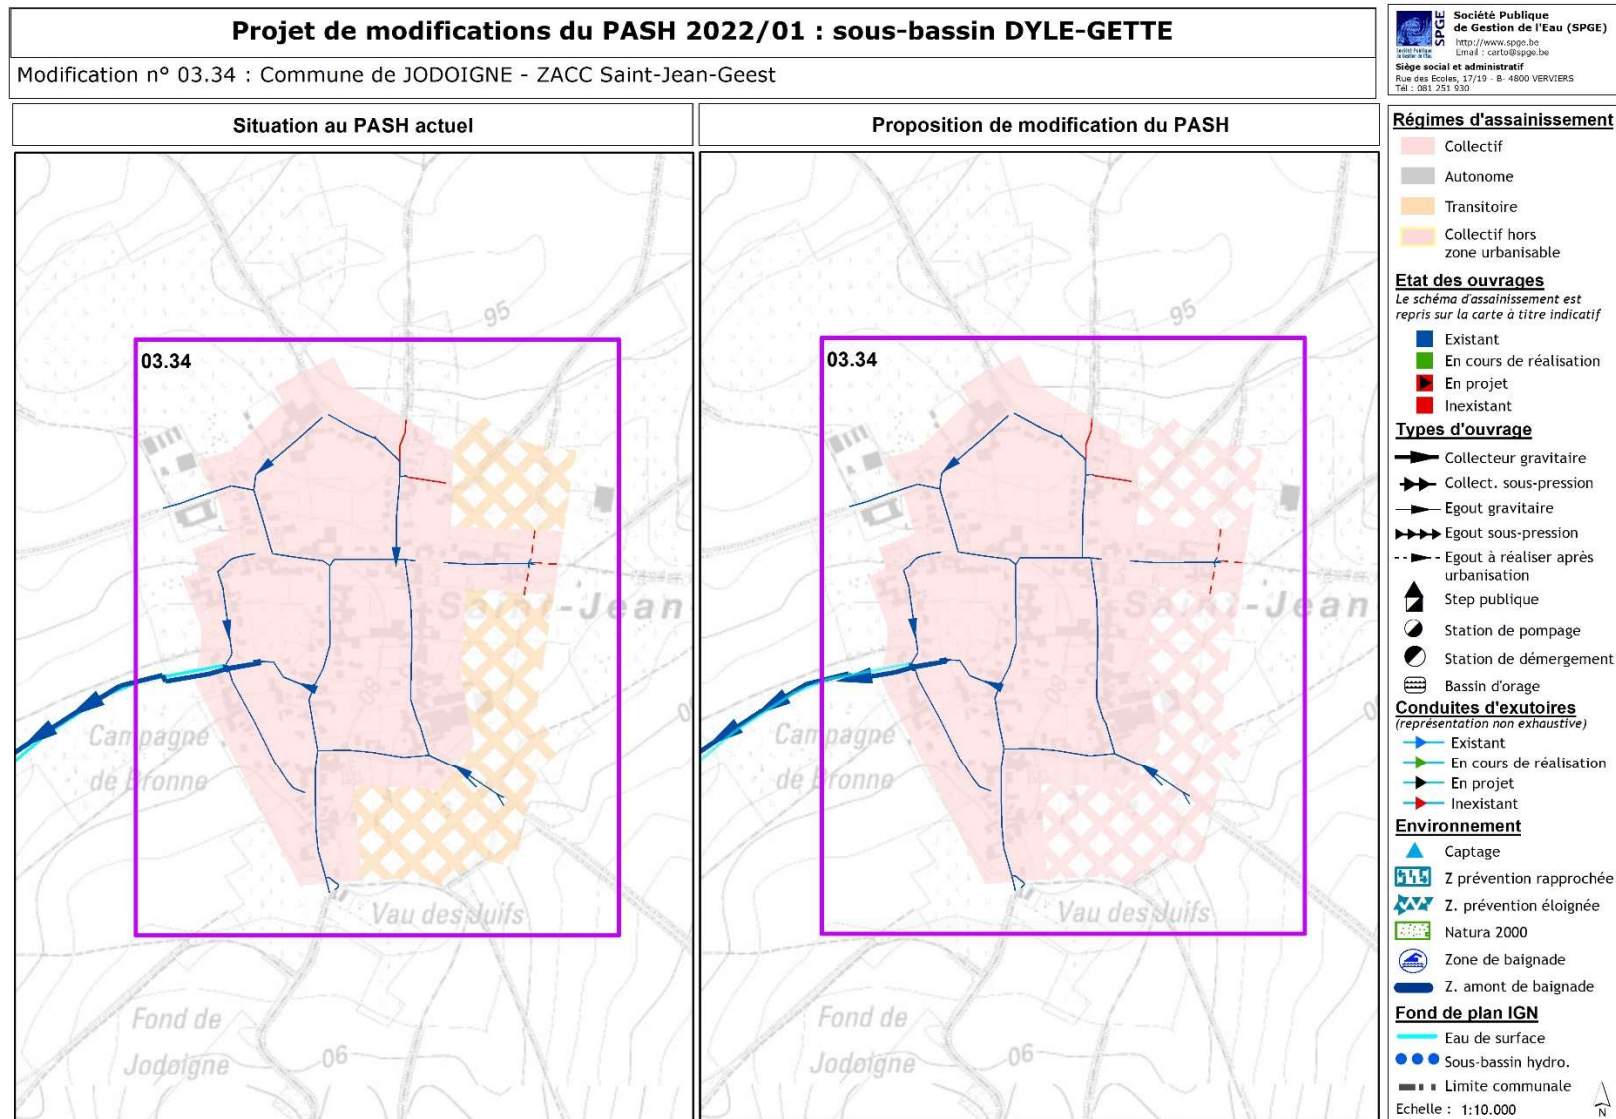 Projet de modifications du PASH 2022/01 : sous-bassin DYLE-GETTE
Modification n° 03.34 : Commune de JODOIGNE - ZACC Saint-Jean-Geest
SPGE
Société Publique
de Gestion de l'Eau (SPGE)
http://www.spge.be
Email : carto@spge.be
Siège social et administratif
Rue des Ecoles, 17/19 - B- 4800 VERVIERS
Tél : 081 251 930
Situation au PASH actuel
95
03.34
Saint-Jean
Campagne
de Bronne
Vau des Juifs
Fond de
Jodoigne
06
Proposition de modification du PASH
95
03.34
Saint-Jean
Campagne
de Bronne
Vau des Juifs
Fond de
Jodoigne
06
Régimes d'assainissement
Collectif
Autonome
Transitoire
Collectif hors
zone urbanisable
Etat des ouvrages
Le schéma d'assainissement est
repris sur la carte à titre indicatif
Existant
En cours de réalisation
En projet
Inexistant
Types d'ouvrage
Collecteur gravitaire
Collect. sous-pression
Egout gravitaire
Egout sous-pression
Egout à réaliser après
urbanisation
Step publique
Station de pompage
Station de démergement
Bassin d'orage
Conduites d'exutoires
(représentation non exhaustive)
Existant
En cours de réalisation
En projet
Inexistant
Environnement
Captage
Z prévention rapprochée
Z. prévention éloignée
Natura 2000
Zone de baignade
Z. amont de baignade
Fond de plan IGN
Eau de surface
Sous-bassin hydro.
Limite communale
Echelle : 1:10.000
N